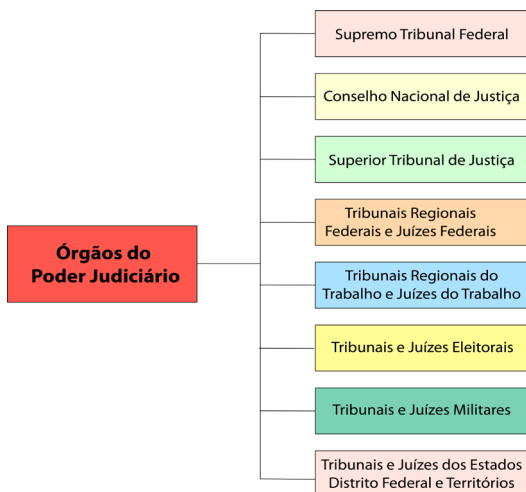 Órgãos do
Poder Judiciário
Supremo Tribunal Federal
Conselho Nacional de Justiça
Superior Tribunal de Justiça
Tribunais Regionais
Federais e Juízes Federais
Tribunais Regionais do
Trabalho e Juízes do Trabalho
Tribunais e Juízes Eleitorais
Tribunais e Juízes Militares
Tribunais e Juízes dos Estados
Distrito Federal e Territórios